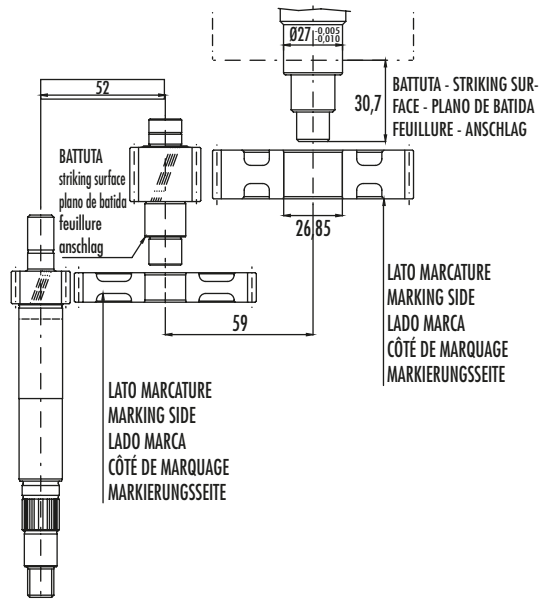 Ø27 -0,005
-0,010
52
30,7
BATTUTA - STRIKING SUR-
FACE - PLANO DE BATIDA
FEUILLURE - ANSCHLAG
BATTUTA
striking surface
plano de batida
feuillure
anschlag
26,85
LATO MARCATURE
MARKING SIDE
LADO MARCA
CÔTÉ DE MARQUAGE
MARKIERUNGSSEITE
59
LATO MARCATURE
MARKING SIDE
LADO MARCA
CÔTÉ DE MARQUAGE
MARKIERUNGSSEITE